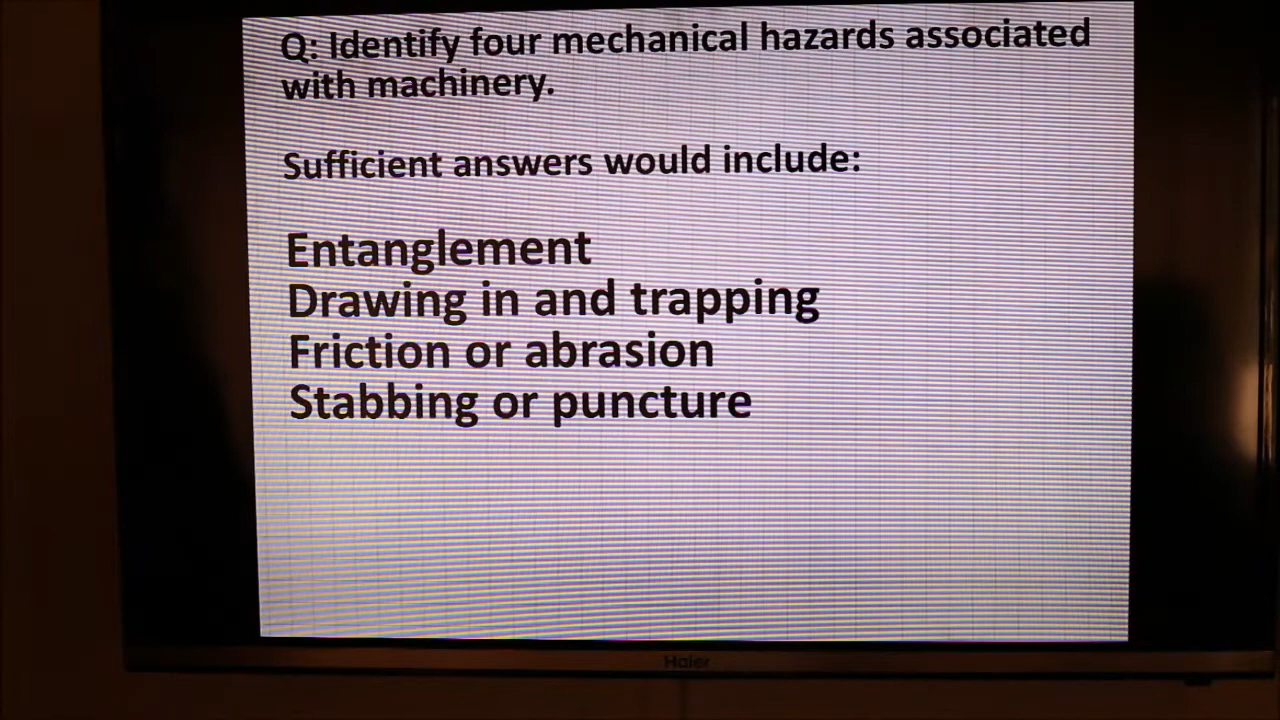 Q: Identify four mechanical hazards associated
with machinery.
Sufficient answers would include:
Entanglement
Drawing in and trapping
Friction or abrasion
Stabbing or puncture
Haier